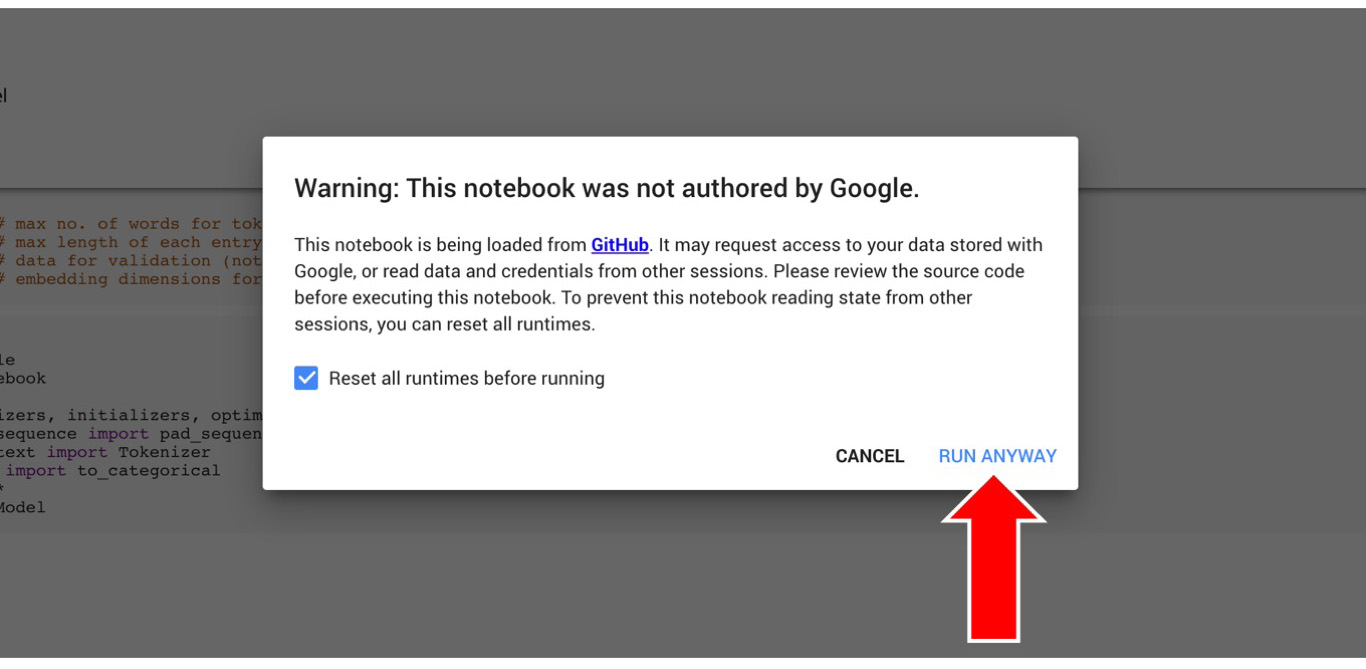 el
Warning: This notebook was not authored by Google.
# max no. of words for tok
# max length of each entry
# data for validation (not
# embedding dimensions for
This notebook is being loaded from GitHub. It may request access to your data stored with
Google, or read data and credentials from other sessions. Please review the source code
before executing this notebook. To prevent this notebook reading state from other
sessions, you can reset all runtimes.
le
ebook
Reset all runtimes before running
izers, initializers, optim
sequence import pad_sequen
text import Tokenizer
import to_categorical
*
Model
CANCEL RUN ANYWAY